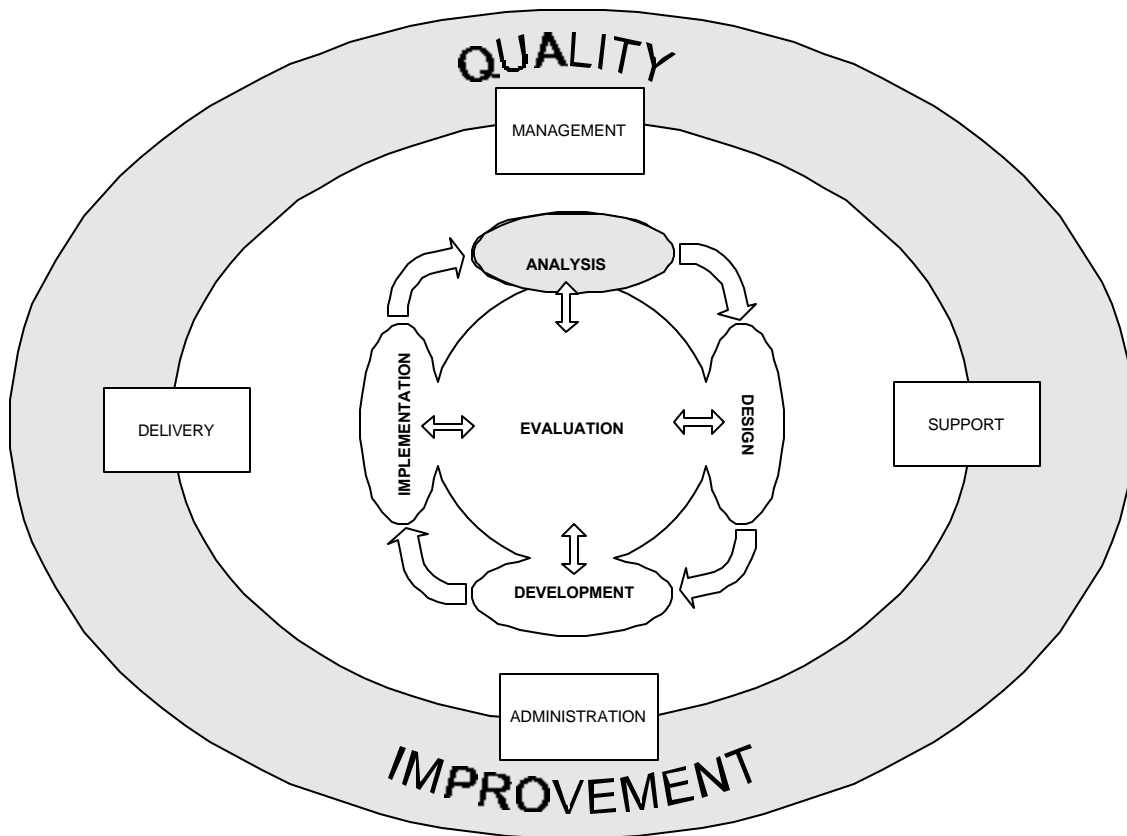 QUALITY
MANAGEMENT
ANALYSIS
DELIVERY
IMPLEMENTATION
EVALUATION
DESIGN
SUPPORT
DEVELOPMENT
ADMINISTRATION
IMPROVEMENT